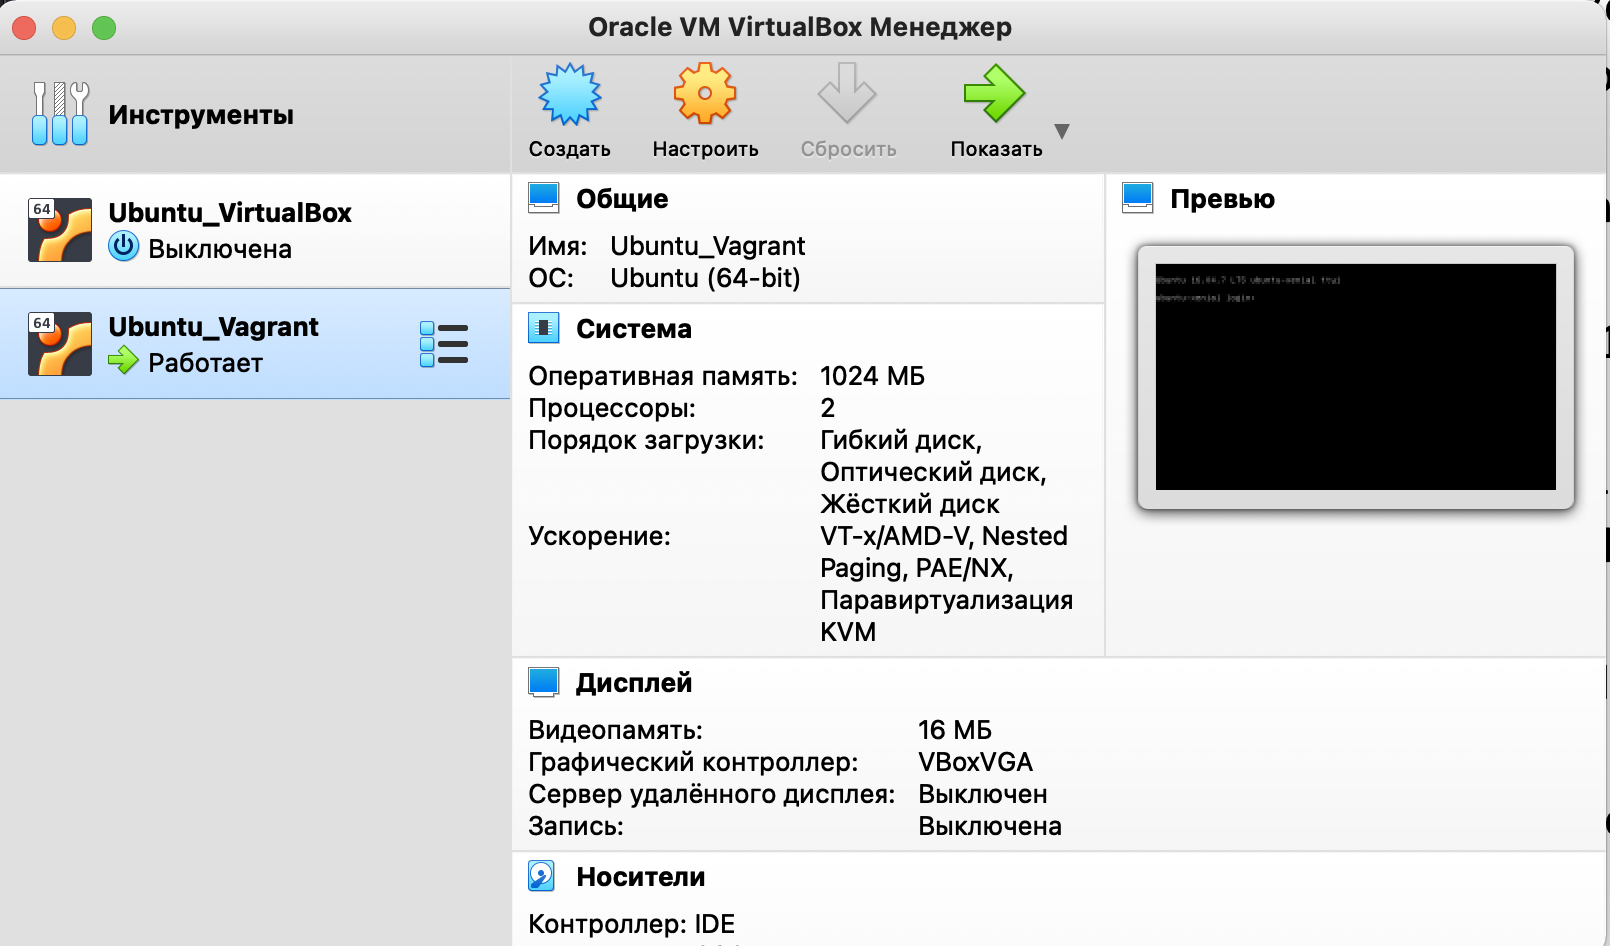 Oracle VM VirtualBox Менеджер
Инструменты
Создать
Настроить
Сбросить
Показать
64
Ubuntu_VirtualBox
Выключена
64
Ubuntu_Vagrant
Работает
Общие
Имя: Ubuntu_Vagrant
ОС: Ubuntu (64-bit)
Система
Оперативная память: 1024 МБ
Процессоры: 2
Порядок загрузки: Гибкий диск,
Оптический диск,
Жёсткий диск
Ускорение: VT-x/AMD-V, Nested
Paging, PAE/NX,
Паравиртуализация
KVM
Превью
Дисплей
Видеопамять: 16 МБ
Графический контроллер: VBoxVGA
Сервер удалённого дисплея: Выключен
Запись: Выключена
Носители
Контроллер: IDE